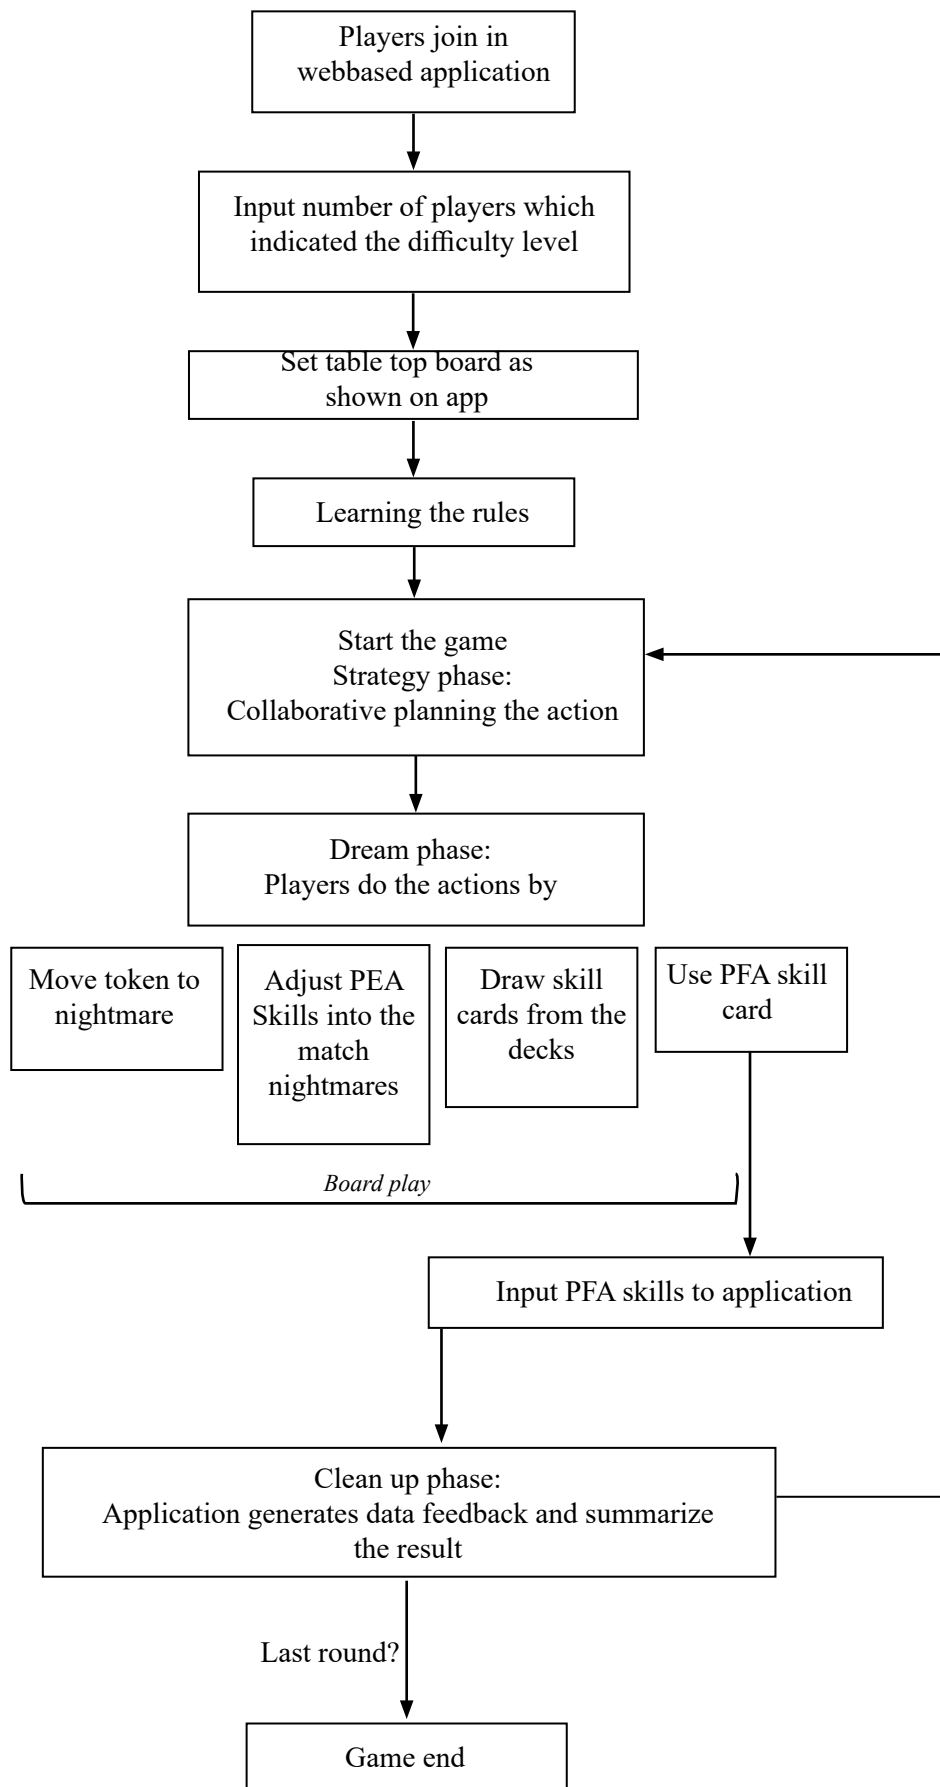 Players join in
webbased application
Input number of players which
indicated the difficulty level
Set table top board as
shown on app
Learning the rules
Start the game
Strategy phase:
Collaborative planning the action
Dream phase:
Players do the actions by
Move token to
nightmare
Adjust PEA
Skills into the
match
nightmares
Draw skill
cards from the
decks
Use PFA skill
card
Board play
Input PFA skills to application
Clean up phase:
Application generates data feedback and summarize
the result
Last round?
Game end